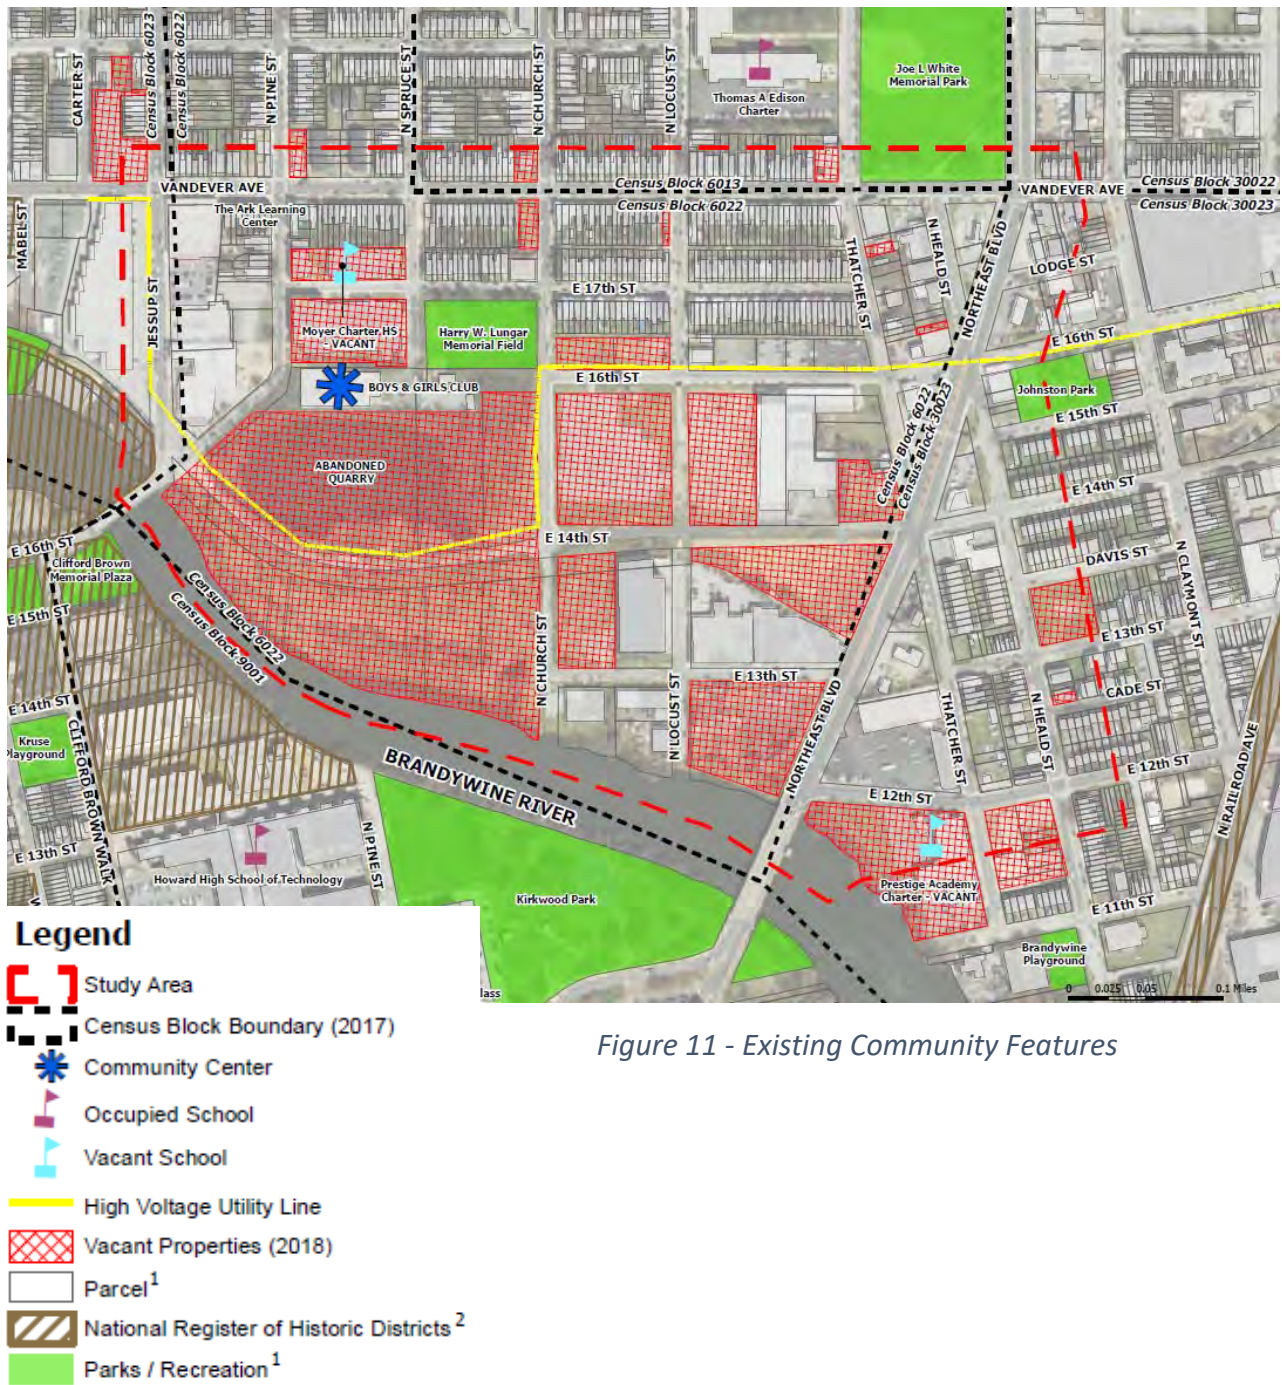 CARTER ST
Census Block 6023
Census Block 6022
N PINE ST
N SPRUCE ST
N CHURCH ST
N LOCUST ST
Thomas A Edison
Charter
Joe L White
Memorial Park
VANDEVER AVE
Census Block 6013
Census Block 6022
VANDEVER AVE
Census Block 30022
Census Block 30023
MABEL ST
The Ark Learning
Center
JESSUP ST
THATCHER ST
N HEALD ST
NORTHEAST BLVD
LODGE ST
E 17th ST
Moyer Charter HS
- VACANT
Harry W. Lungar
Memorial Field
E 16th ST
BOYS & GIRLS CLUB
E 16th ST
Johnston Park
E 15th ST
Census Block 6022
Census Block 30023
ABANDONED
QUARRY
E 14th ST
E 14th ST
E 16th ST
Clifford Brown
Memorial Plaza
E 15th ST
DAVIS ST
N CLAYMONT ST
Census Block 6022
Census Block 9001
N CHURCH ST
E 13th ST
E 13th ST
N LOCUST ST
NORTHEAST BLVD
THATCHER ST
N HEALD ST
CADE ST
E 14th ST
Kruse
Playground
CLIFFORD BROWN WALK
BRANDYWINE RIVER
E 12th ST
E 12th ST
N RAILROAD AVE
E 13th ST
N PINE ST
Howard High School of Technology
Kirkwood Park
Prestige Academy
Charter - VACANT
E 11th ST
Brandywine
Playground
lass
0 0.025 0.05 0.1 Miles
Legend
Study Area
Census Block Boundary (2017)
Community Center
Occupied School
Vacant School
High Voltage Utility Line
Vacant Properties (2018)
Parcel1
National Register of Historic Districts2
Parks / Recreation1
Figure 11 - Existing Community Features